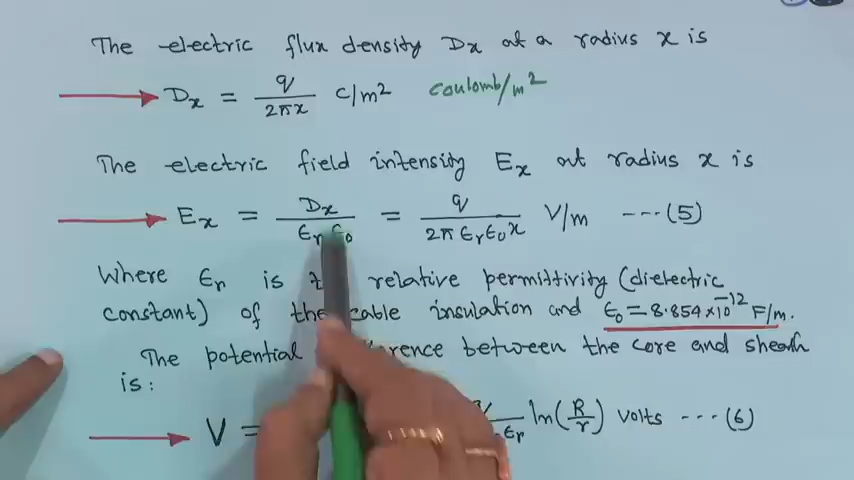 The electric flux density Dx at a radius x is
Dx = q / 2πx C/m² Coulomb/m²
The electric field intensity Ex at radius x is
Ex = Dx / ϵrϵ0 = q / 2πϵrϵ0x V/m ---(5)
Where ϵr is relative permittivity (dielectric
constant) of the cable insulation and ϵ0 = 8.854×10⁻¹² F/m.
The potential between the core and sheath
is:
V = ln(R/r) volts ---(6)